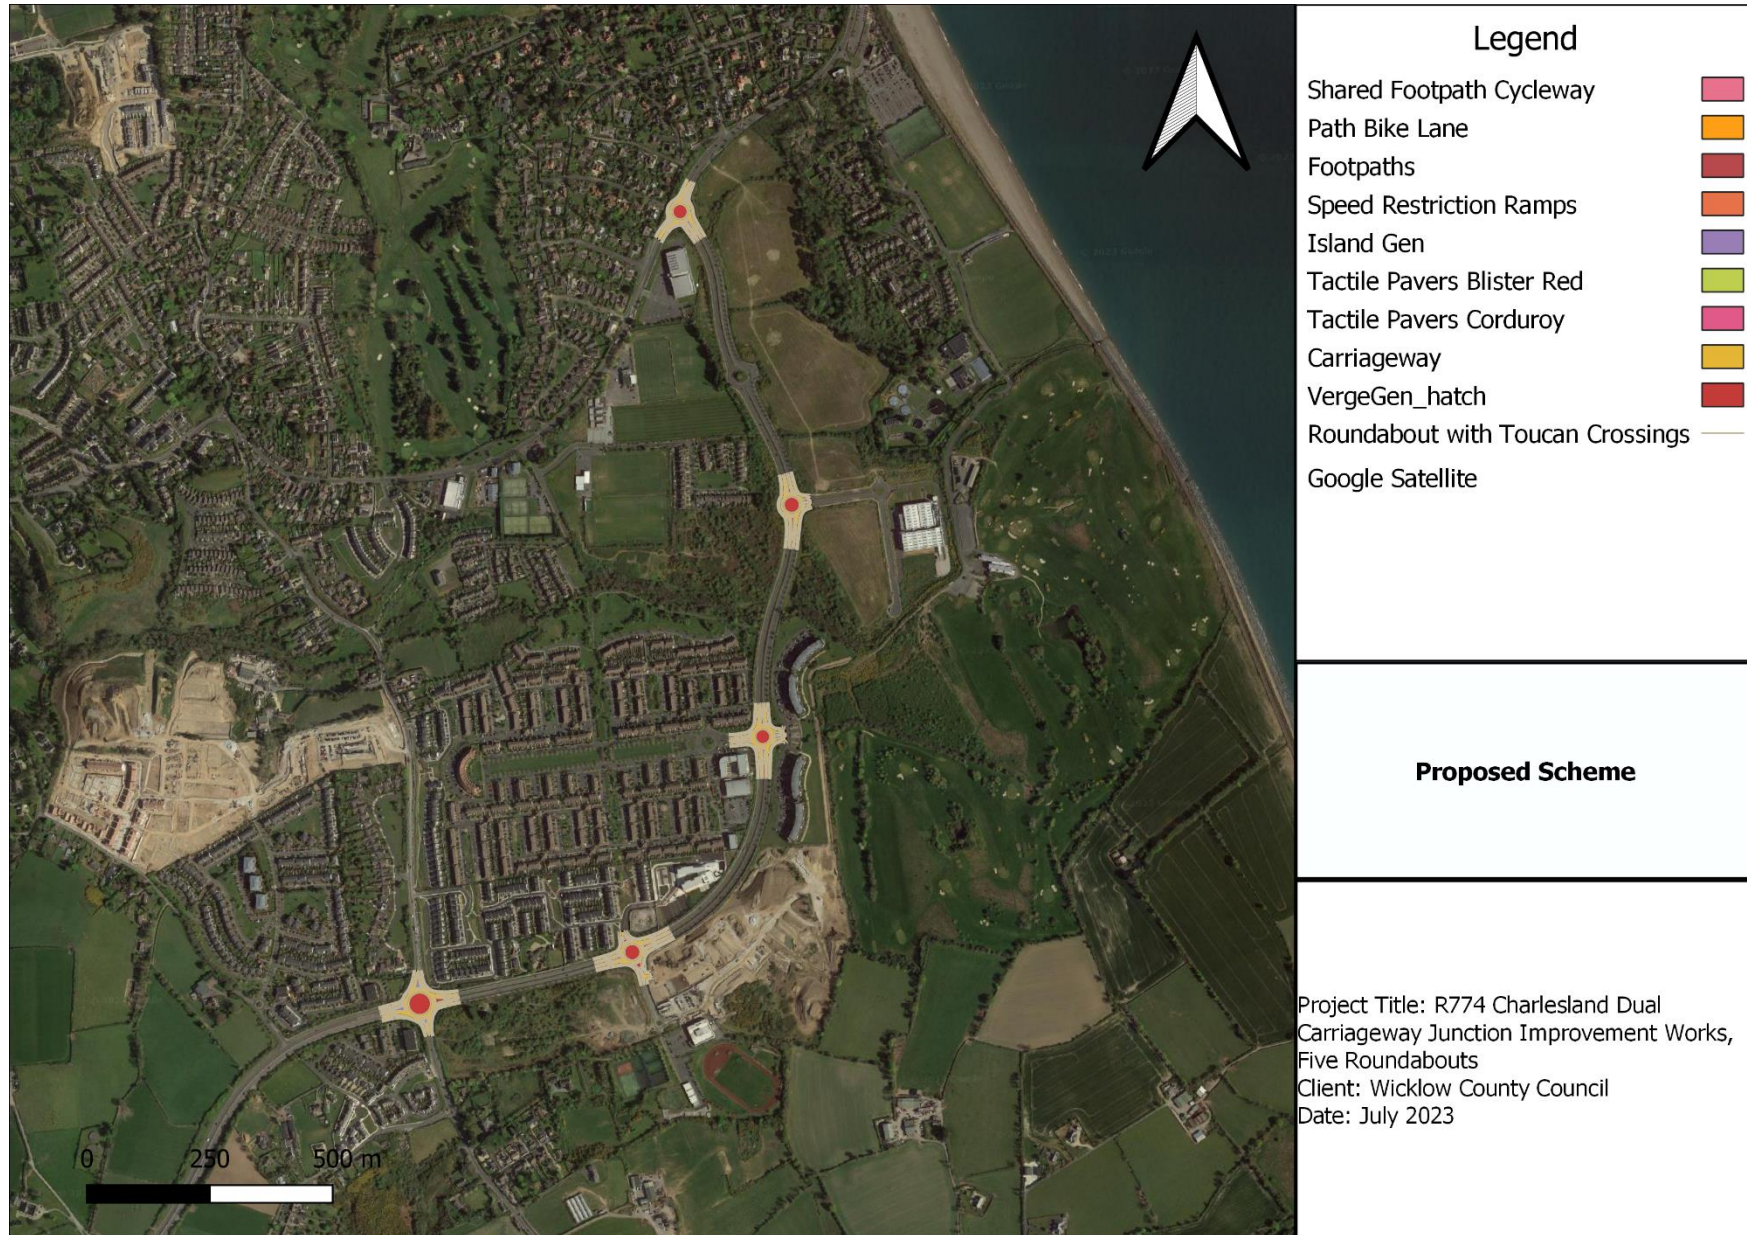 Legend
Shared Footpath Cycleway
Path Bike Lane
Footpaths
Speed Restriction Ramps
Island Gen
Tactile Pavers Blister Red
Tactile Pavers Corduroy
Carriageway
VergeGen_hatch
Roundabout with Toucan Crossings
Google Satellite
Proposed Scheme
Project Title: R774 Charlesland Dual
Carriageway Junction Improvement Works,
Five Roundabouts
Client: Wicklow County Council
Date: July 2023
0 250 500 m